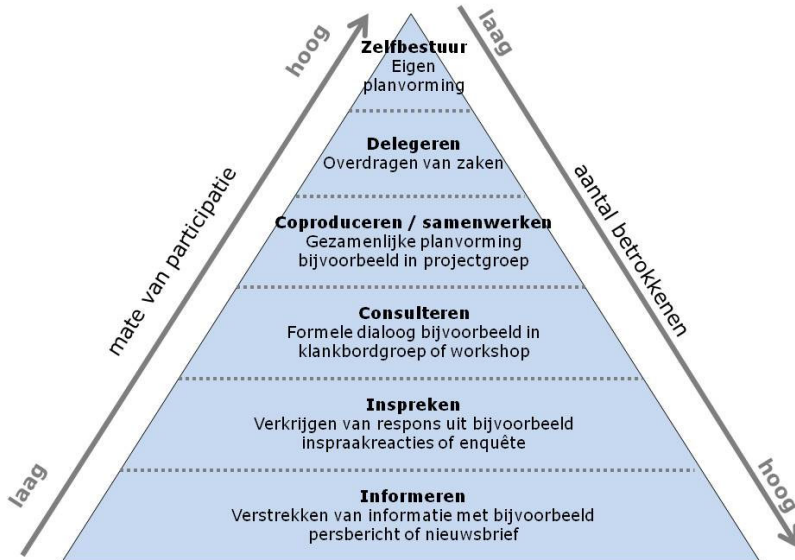 hoog
laag
Zelfbestuur
Eigen
planvorming
Delegeren
Overdragen van zaken
mate van participatie
aantal betrokkenen
Coproduceren / samenwerken
Gezamenlijke planvorming
bijvoorbeeld in projectgroep
Consulteren
Formele dialoog bijvoorbeeld in
klankbordgroep of workshop
Inspreken
Verkrijgen van respons uit bijvoorbeeld
inspraakreacties of enquête
laag
hoog
Informeren
Verstrekken van informatie met bijvoorbeeld
persbericht of nieuwsbrief